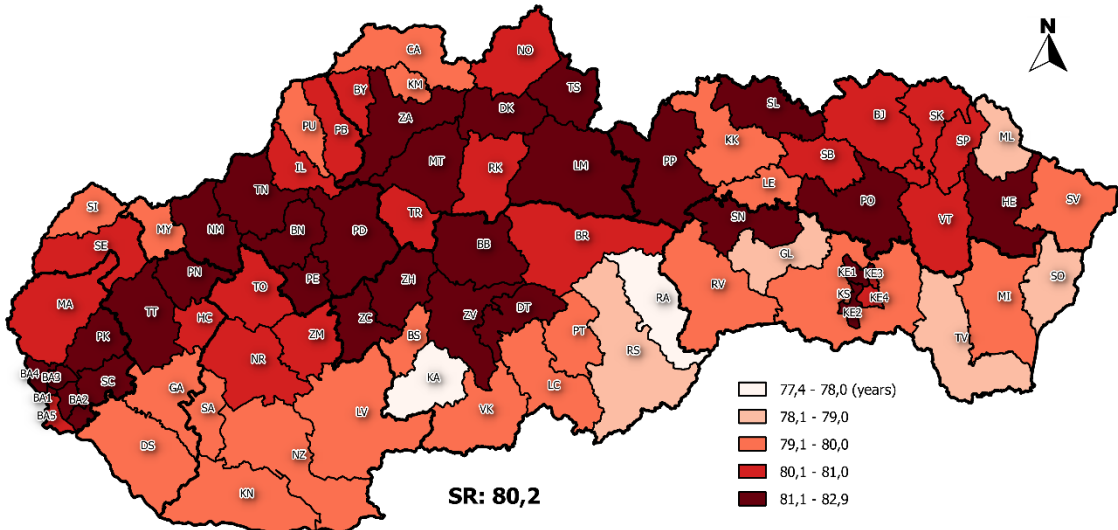 N
CA
NO
KM
BY
TS
DK
ZA
SL
PU
PB
BJ
SK
ML
KK
SP
MT
RK
LM
PP
SB
IL
TN
LE
PO
HE
SV
SI
MY
NM
BN
PD
TR
SN
VT
SE
BB
BR
GL
SO
PN
PE
ZH
KE1
KE3
MA
TT
TO
RA
RV
KS
KE4
MI
HC
ZM
ZC
ZV
DT
KE2
PK
BS
PT
RS
TV
NR
BA4
BA3
SC
KA
LC
BA1
BA2
GA
SA
LV
VK
BA5
DS
NZ
KN
77,4 - 78,0 (years)
78,1 - 79,0
79,1 - 80,0
80,1 - 81,0
81,1 - 82,9
SR: 80,2